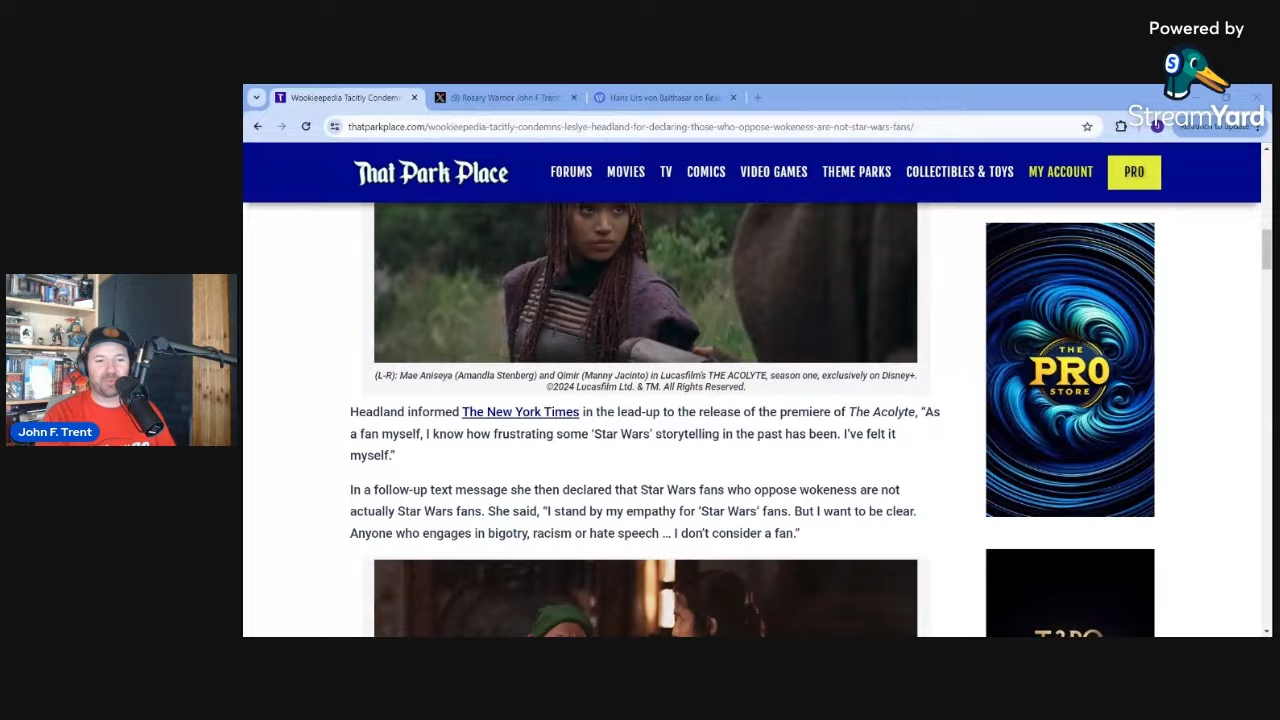 Powered by
StreamYard
Wookieepedia Tacitly Condemn
Rosary Warrior John F Trent
Hans Urs von Balthasar on Bea
thatparkplace.com/wookieepedia-tacitly-condemns-leslye-headland-for-declaring-those-who-oppose-wokeness-are-not-star-wars-fans/
That Park Place
FORUMS MOVIES TV COMICS VIDEO GAMES THEME PARKS COLLECTIBLES & TOYS MY ACCOUNT PRO
(L-R): Mae Aniseya (Amandla Stenberg) and Qimir (Manny Jacinto) in Lucasfilm's THE ACOLYTE, season one, exclusively on Disney+.
©2024 Lucasfilm Ltd. & TM. All Rights Reserved.
Headland informed The New York Times in the lead-up to the release of the premiere of The Acolyte, “As
a fan myself, I know how frustrating some ‘Star Wars’ storytelling in the past has been. I’ve felt it
myself.”
In a follow-up text message she then declared that Star Wars fans who oppose wokeness are not
actually Star Wars fans. She said, “I stand by my empathy for ‘Star Wars’ fans. But I want to be clear.
Anyone who engages in bigotry, racism or hate speech … I don’t consider a fan.”
THE
PRO
STORE
John F. Trent